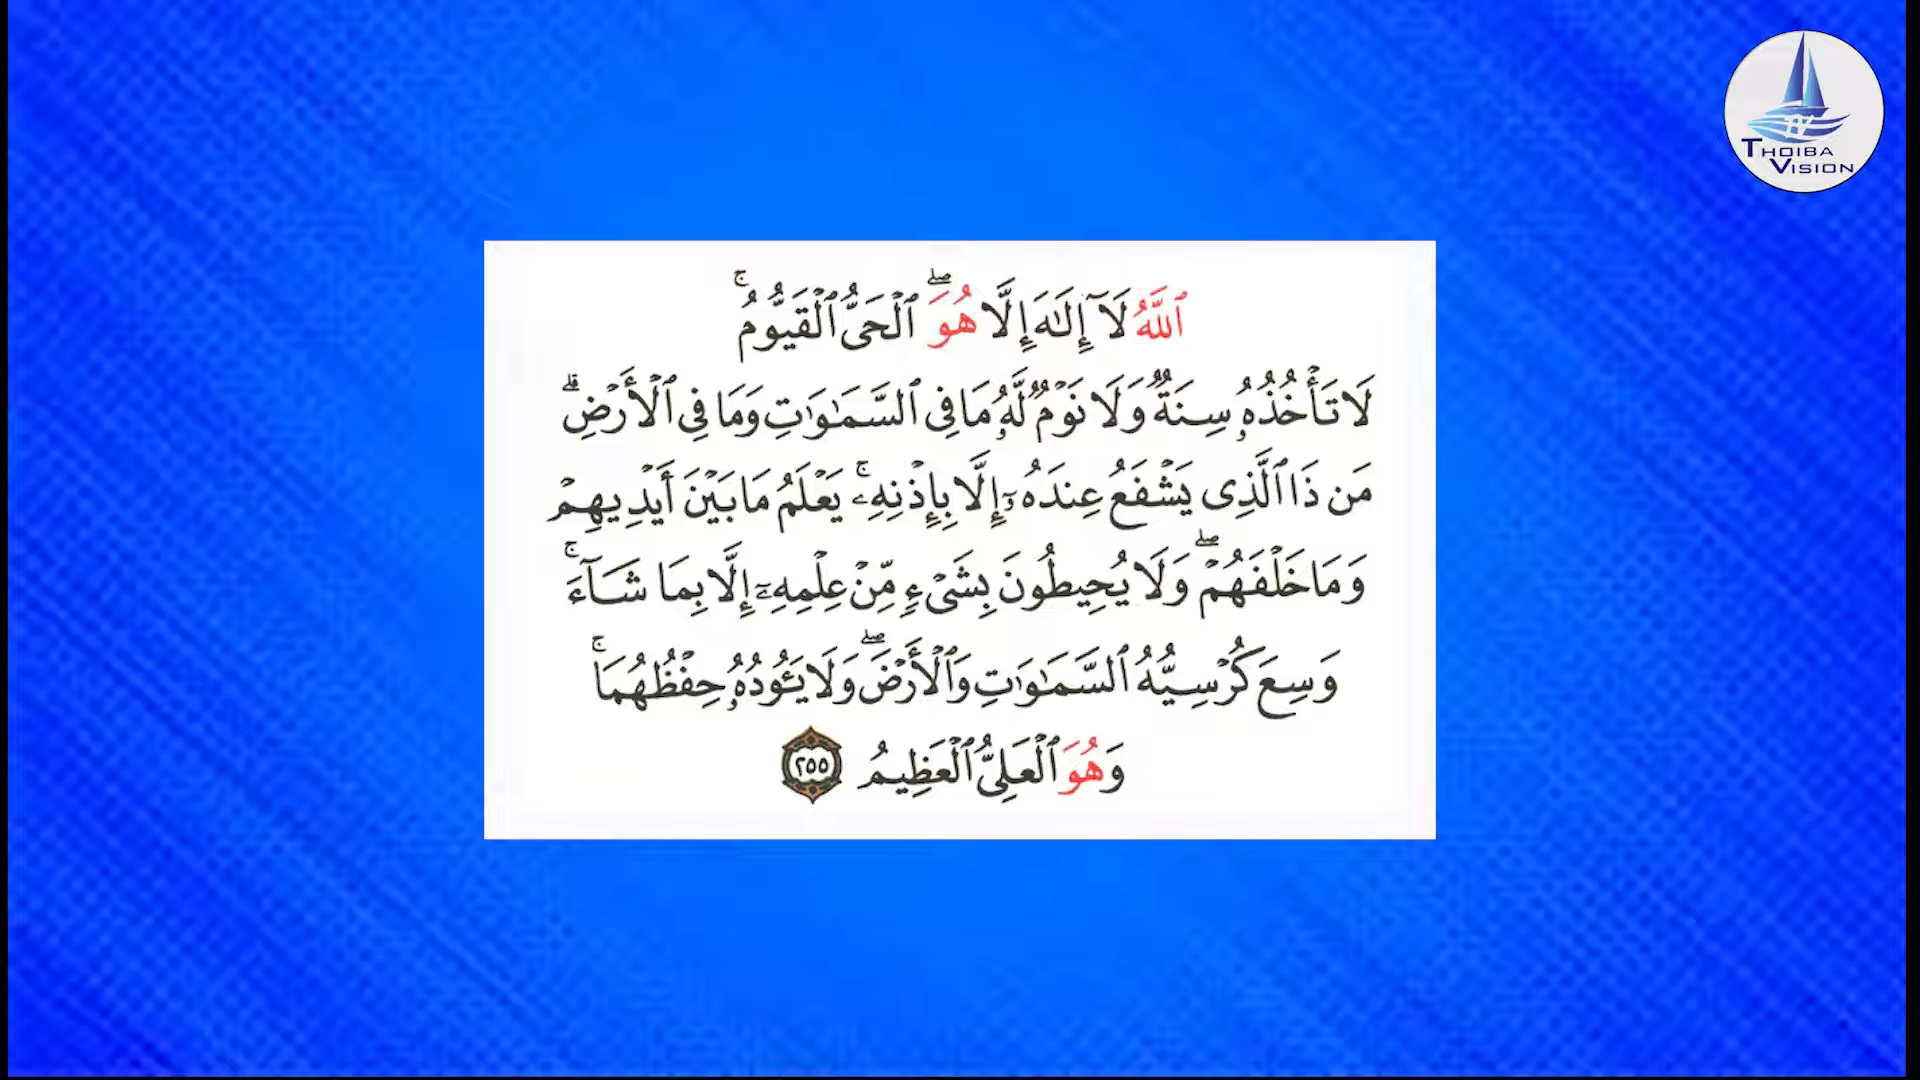 ٱللَّهُ لَآ إِلَٰهَ إِلَّا هُوَ ۖ ٱلْحَىُّ ٱلْقَيُّومُ ۚ
لَا تَأْخُذُهُۥ سِنَةٌ وَلَا نَوْمٌ لَّهُۥ مَا فِى ٱلسَّمَٰوَٰتِ وَمَا فِى ٱلْأَرْضِ ۗ
مَن ذَا ٱلَّذِى يَشْفَعُ عِندَهُۥٓ إِلَّا بِإِذْنِهِۦ ۚ يَعْلَمُ مَا بَيْنَ أَيْدِيهِمْ
وَمَا خَلْفَهُمْ ۖ وَلَا يُحِيطُونَ بِشَىْءٍ مِّنْ عِلْمِهِۦٓ إِلَّا بِمَا شَآءَ ۚ
وَسِعَ كُرْسِيُّهُ ٱلسَّمَٰوَٰتِ وَٱلْأَرْضَ ۖ وَلَا يَـُٔودُهُۥ حِفْظُهُمَا ۚ
وَهُوَ ٱلْعَلِىُّ ٱلْعَظِيمُ ٢٥٥
TV
THOIBA
VISION